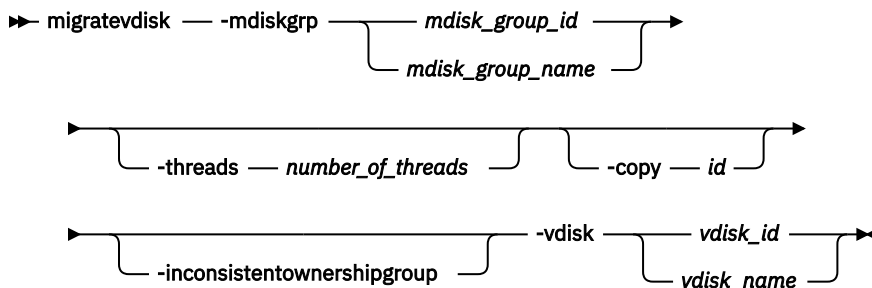 migratevdisk -mdiskgrp mdisk_group_id
mdisk_group_name
-threads number_of_threads -copy id
-inconsistentownershipgroup -vdisk vdisk_id
vdisk_name